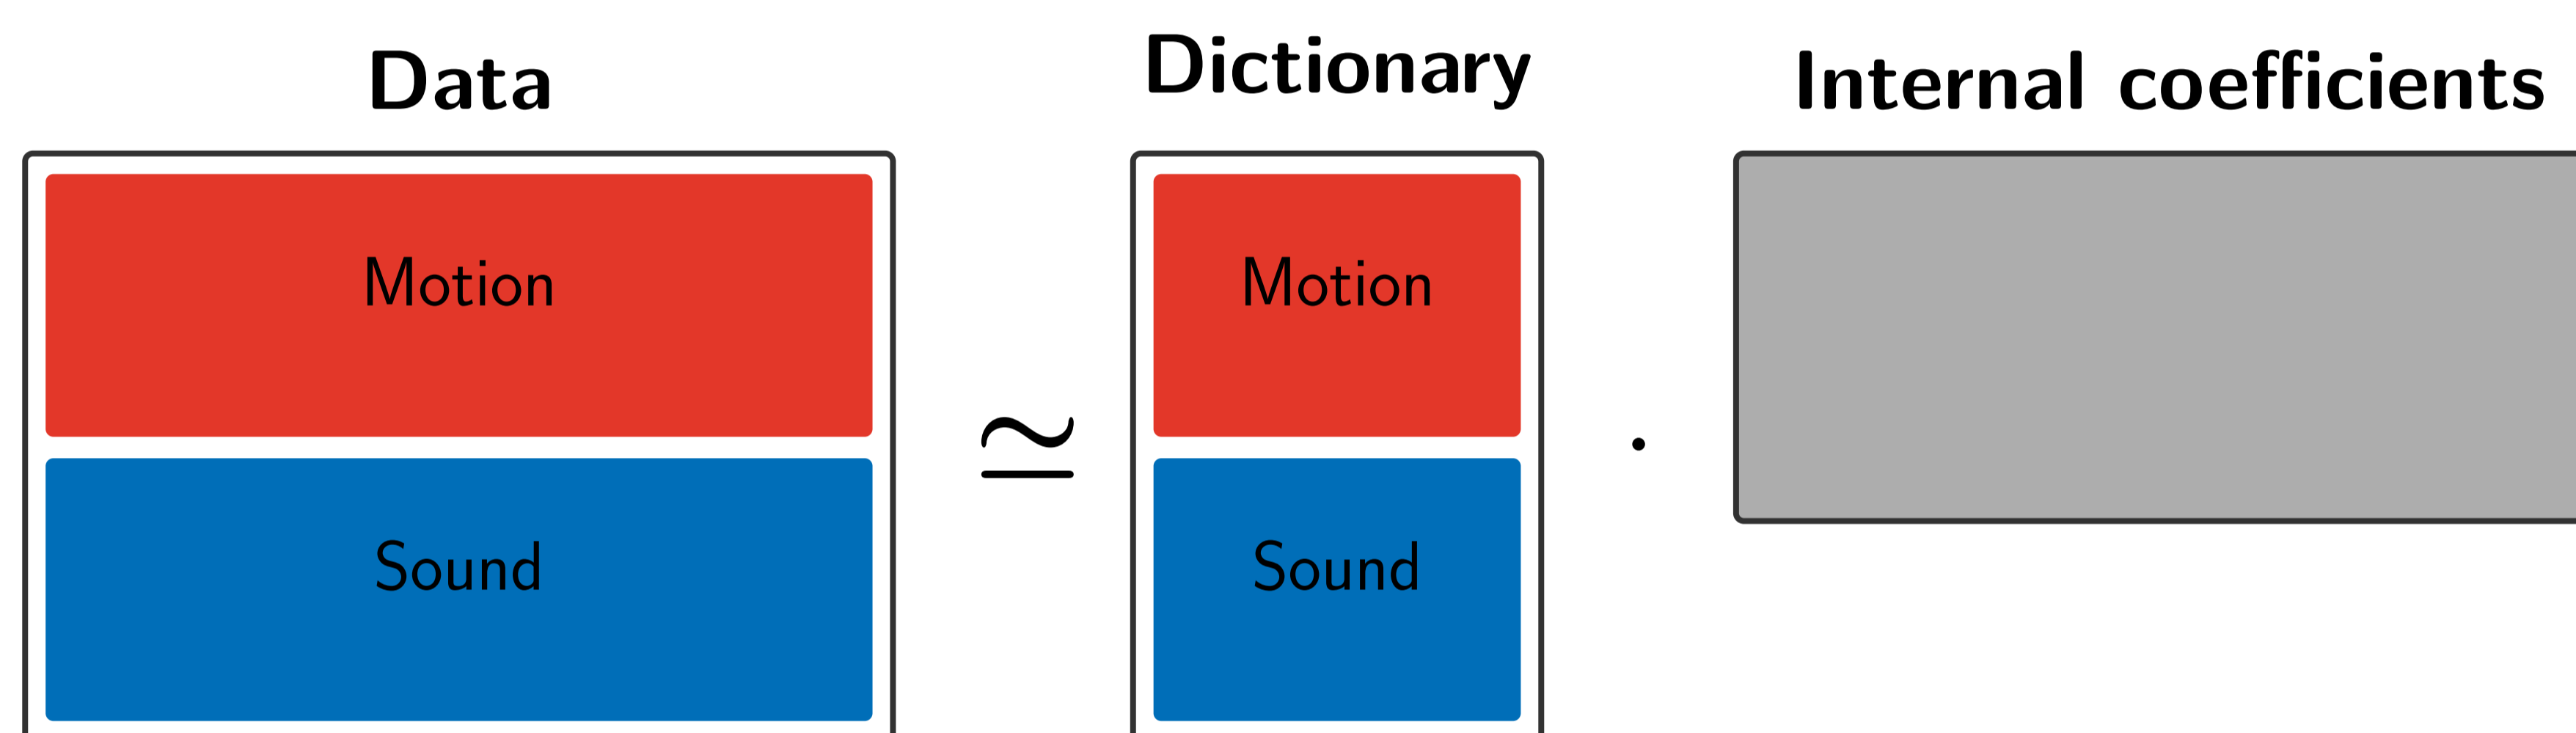 Data
Dictionary
Internal coefficients
Motion
Motion
≅
·
Sound
Sound